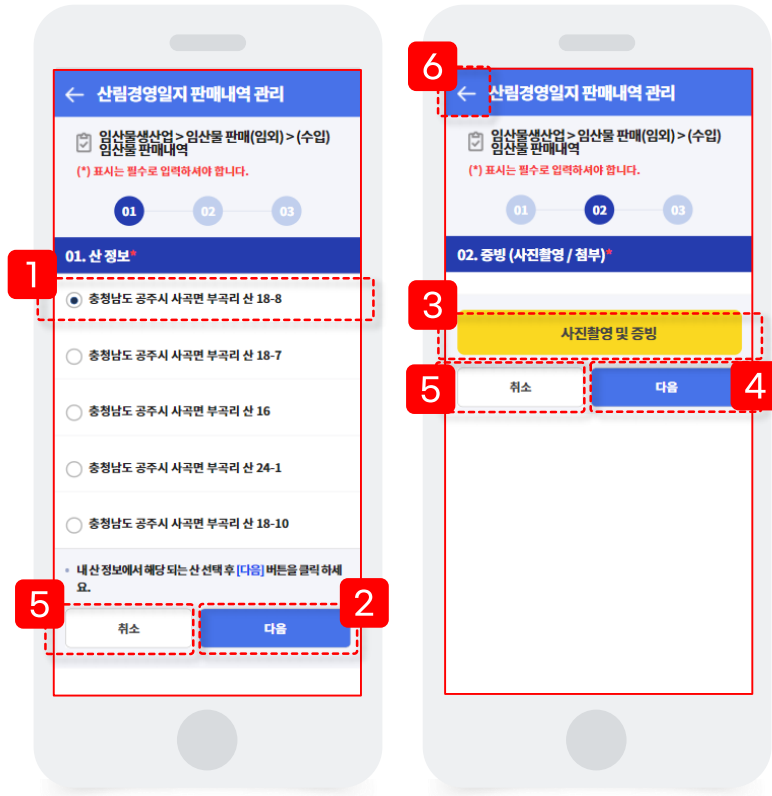 산림경영일지 판매내역 관리
임산물생산업 > 임산물 판매(임외) > (수입)
임산물 판매내역
(*) 표시는 필수로 입력하셔야 합니다.
01
02
03
01. 산 정보*
1
충청남도 공주시 사곡면 부곡리 산 18-8
충청남도 공주시 사곡면 부곡리 산 18-7
충청남도 공주시 사곡면 부곡리 산 16
충청남도 공주시 사곡면 부곡리 산 24-1
충청남도 공주시 사곡면 부곡리 산 18-10
내 산 정보에서 해당 되는 산 선택 후 [다음] 버튼을 클릭 하세
요.
5
취소
2
다음
6
산림경영일지 판매내역 관리
임산물생산업 > 임산물 판매(임외) > (수입)
임산물 판매내역
(*) 표시는 필수로 입력하셔야 합니다.
01
02
03
02. 증빙 (사진촬영 / 첨부)*
3
사진촬영 및 증빙
5
취소
다음
4